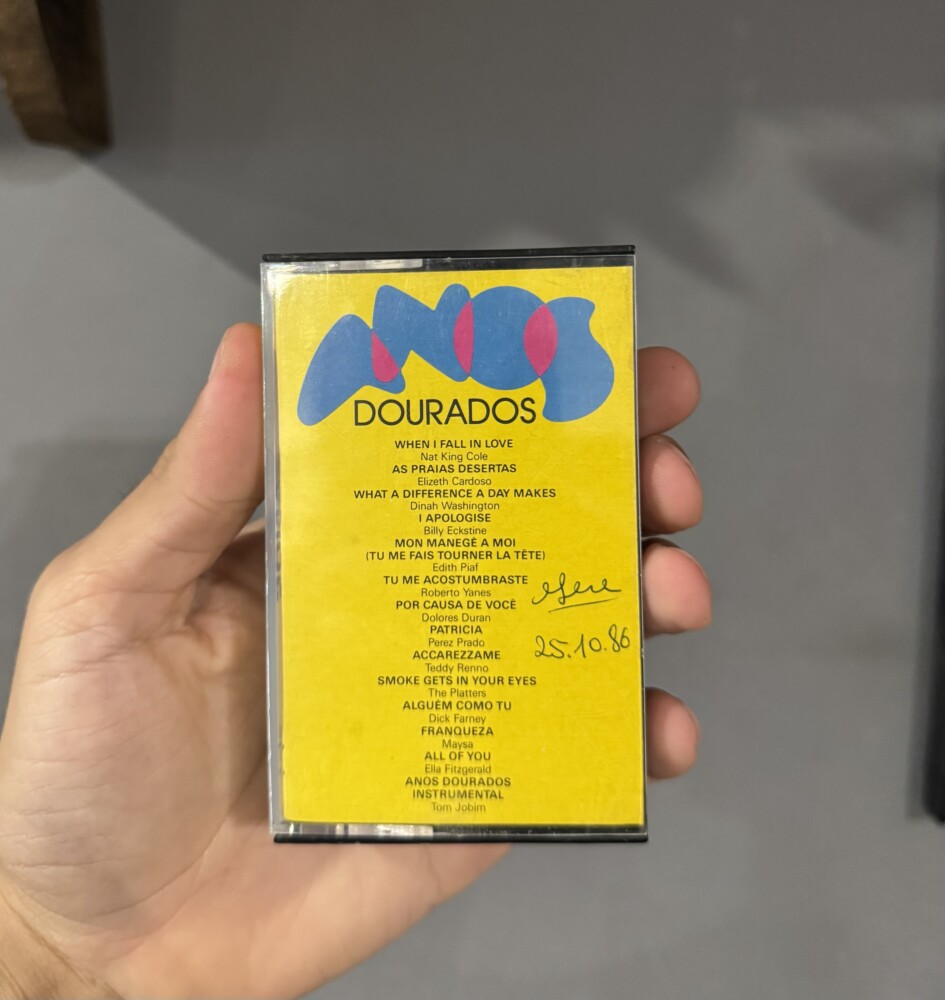 ANOS
DOURADOS
WHEN I FALL IN LOVE
Nat King Cole
AS PRAIAS DESERTAS
Elizeth Cardoso
WHAT A DIFFERENCE A DAY MAKES
Dinah Washington
I APOLOGISE
Billy Eckstine
MON MANEGÊ A MOI
(TU ME FAIS TOURNER LA TÊTE)
Edith Piaf
TU ME ACOSTUMBRASTE
Roberto Yanes
POR CAUSA DE VOCÊ
Dolores Duran
PATRICIA
Perez Prado
ACCAREZZAME
Teddy Renno
SMOKE GETS IN YOUR EYES
The Platters
ALGUÉM COMO TU
Dick Farney
FRANQUEZA
Maysa
ALL OF YOU
Ella Fitzgerald
ANOS DOURADOS
INSTRUMENTAL
Tom Jobim
25.10.86